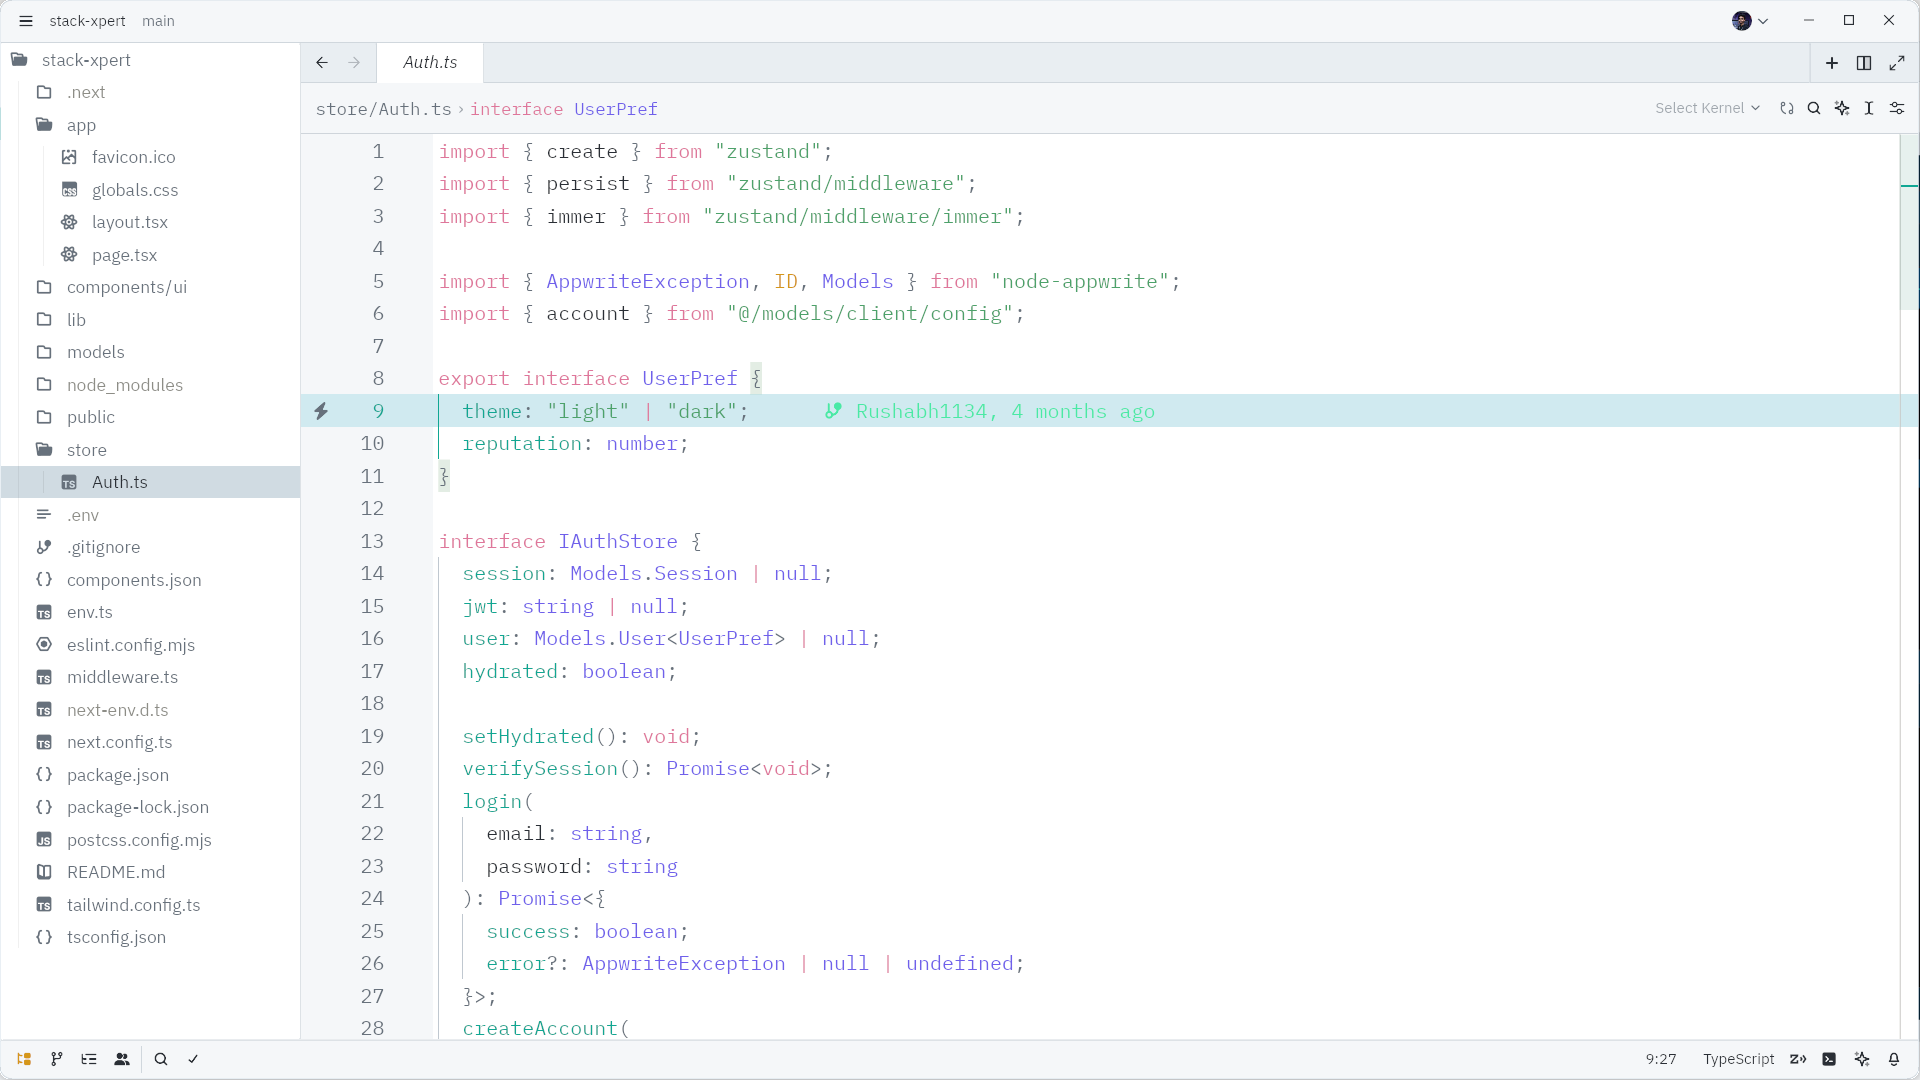 stack-xpert main
stack-xpert
.next
app
favicon.ico
globals.css
layout.tsx
page.tsx
components/ui
lib
models
node_modules
public
store
Auth.ts
.env
.gitignore
components.json
env.ts
eslint.config.mjs
middleware.ts
next-env.d.ts
next.config.ts
package.json
package-lock.json
postcss.config.mjs
README.md
tailwind.config.ts
tsconfig.json
Auth.ts
store/Auth.ts › interface UserPref
Select Kernel
1 import { create } from "zustand";
2 import { persist } from "zustand/middleware";
3 import { immer } from "zustand/middleware/immer";
4
5 import { AppwriteException, ID, Models } from "node-appwrite";
6 import { account } from "@/models/client/config";
7
8 export interface UserPref {
9   theme: "light" | "dark";  Rushabh1134, 4 months ago
10   reputation: number;
11 }
12
13 interface IAuthStore {
14   session: Models.Session | null;
15   jwt: string | null;
16   user: Models.User<UserPref> | null;
17   hydrated: boolean;
18
19   setHydrated(): void;
20   verifySession(): Promise<void>;
21   login(
22     email: string,
23     password: string
24   ): Promise<{
25     success: boolean;
26     error?: AppwriteException | null | undefined;
27   }>;
28   createAccount(
9:27 TypeScript